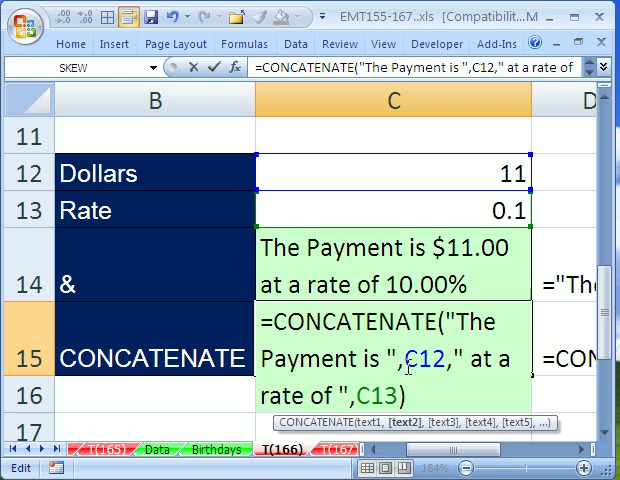 EMT155-167..xls [Compatibilit... M
Home Insert Page Layout Formulas Data Review View Developer Add-Ins
SKEW =CONCATENATE("The Payment is ",C12," at a rate of
B C D
11
12 Dollars 11
13 Rate 0.1
The Payment is $11.00
14 & at a rate of 10.00% ="The
=CONCATENATE("The
15 CONCATENATE Payment is ",C12," at a =CON
16 rate of ",C13)
17 CONCATENATE(text1, [text2], [text3], [text4], [text5], ...)
T(165) Data Birthdays T(166) T(167)
Edit 184%